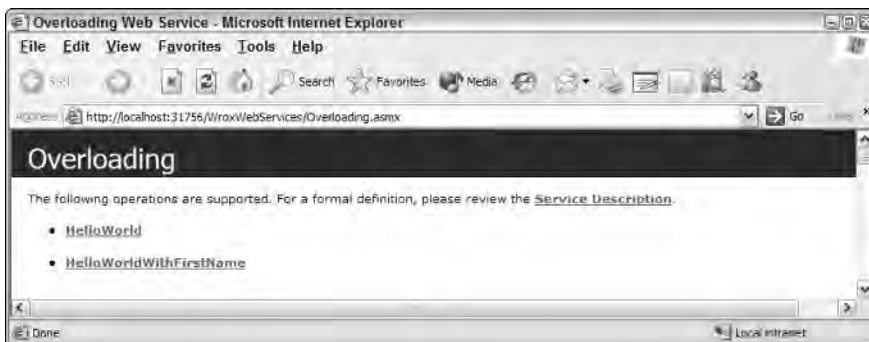 Overloading Web Service - Microsoft Internet Explorer
File Edit View Favorites Tools Help
Search Favorites Media
Address http://localhost:31756/WroxWebServices/Overloading.asmx Go
Overloading
The following operations are supported. For a formal definition, please review the Service Description.
• HelloWorld
• HelloWorldWithFirstName
Done Local intranet